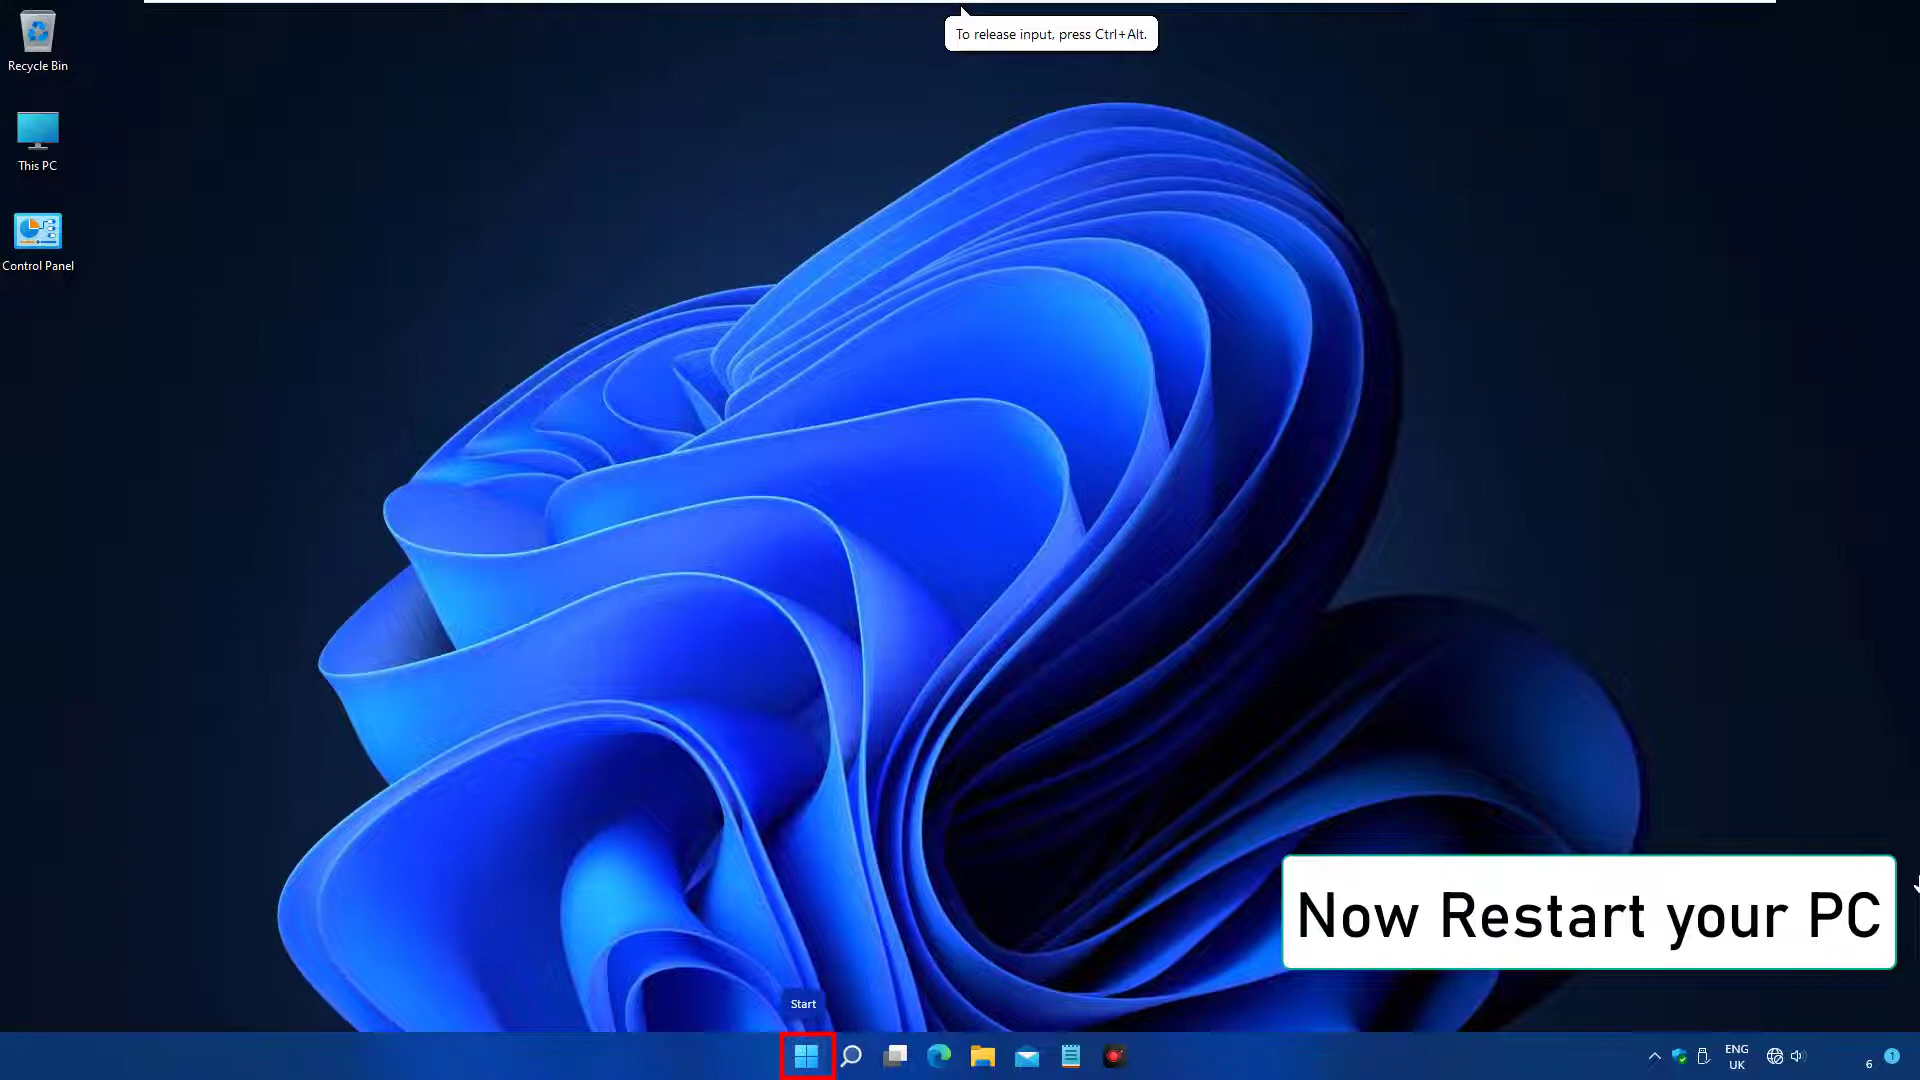 To release input, press Ctrl+Alt.
Recycle Bin
This PC
Control Panel
Now Restart your PC
Start
ENG
UK
6
1